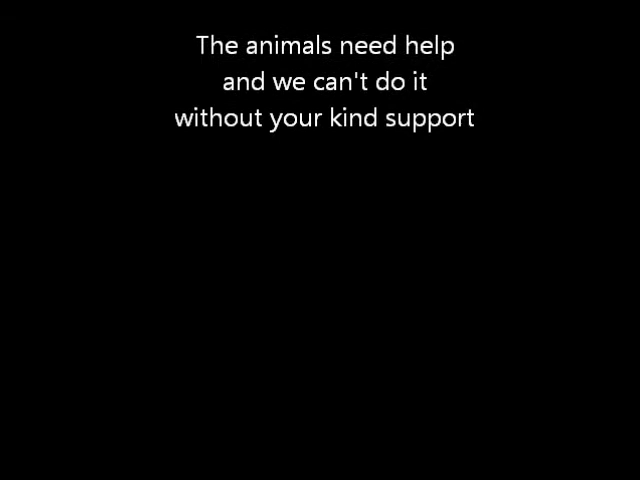 The animals need help
and we can't do it
without your kind support